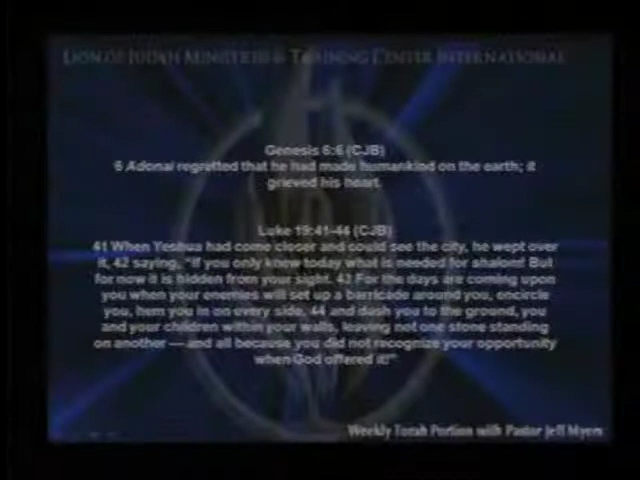 LION OF JUDAH MINISTRIES & TRAINING CENTER INTERNATIONAL
Genesis 6:6 (CJB)
6 Adonai regretted that he had made humankind on the earth; it
grieved his heart.
Luke 19:41-44 (CJB)
41 When Yeshua had come closer and could see the city, he wept over
it, 42 saying, "If you only knew today what is needed for shalom! But
for now it is hidden from your sight. 43 For the days are coming upon
you when your enemies will set up a barricade around you, encircle
you, hem you in on every side, 44 and dash you to the ground, you
and your children within your walls, leaving not one stone standing
on another — and all because you did not recognize your opportunity
when God offered it!"
Weekly Torah Portion with Pastor Jeff Myers